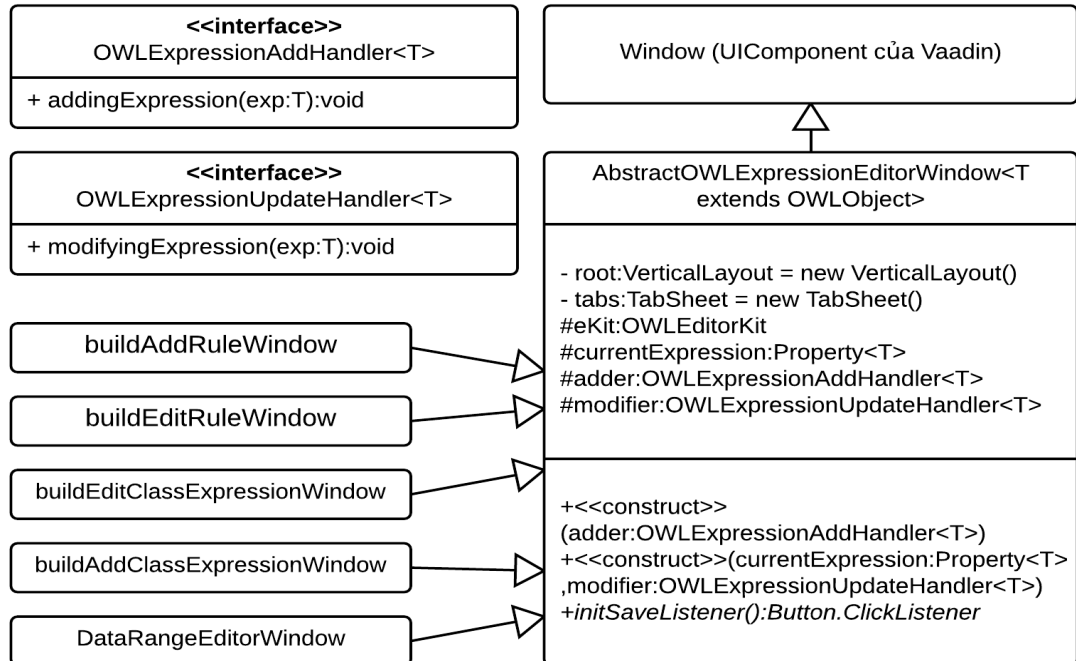 <<interface>>
OWLExpressionAddHandler<T>
+ addingExpression(exp:T):void
<<interface>>
OWLExpressionUpdateHandler<T>
+ modifyingExpression(exp:T):void
buildAddRuleWindow
buildEditRuleWindow
buildEditClassExpressionWindow
buildAddClassExpressionWindow
DataRangeEditorWindow
Window (UIComponent của Vaadin)
AbstractOWLExpressionEditorWindow<T
extends OWLObject>
- root:VerticalLayout = new VerticalLayout()
- tabs:TabSheet = new TabSheet()
#eKit:OWLEditorKit
#currentExpression:Property<T>
#adder:OWLExpressionAddHandler<T>
#modifier:OWLExpressionUpdateHandler<T>
+<<construct>>
(adder:OWLExpressionAddHandler<T>)
+<<construct>>(currentExpression:Property<T>
,modifier:OWLExpressionUpdateHandler<T>)
+initSaveListener():Button.ClickListener